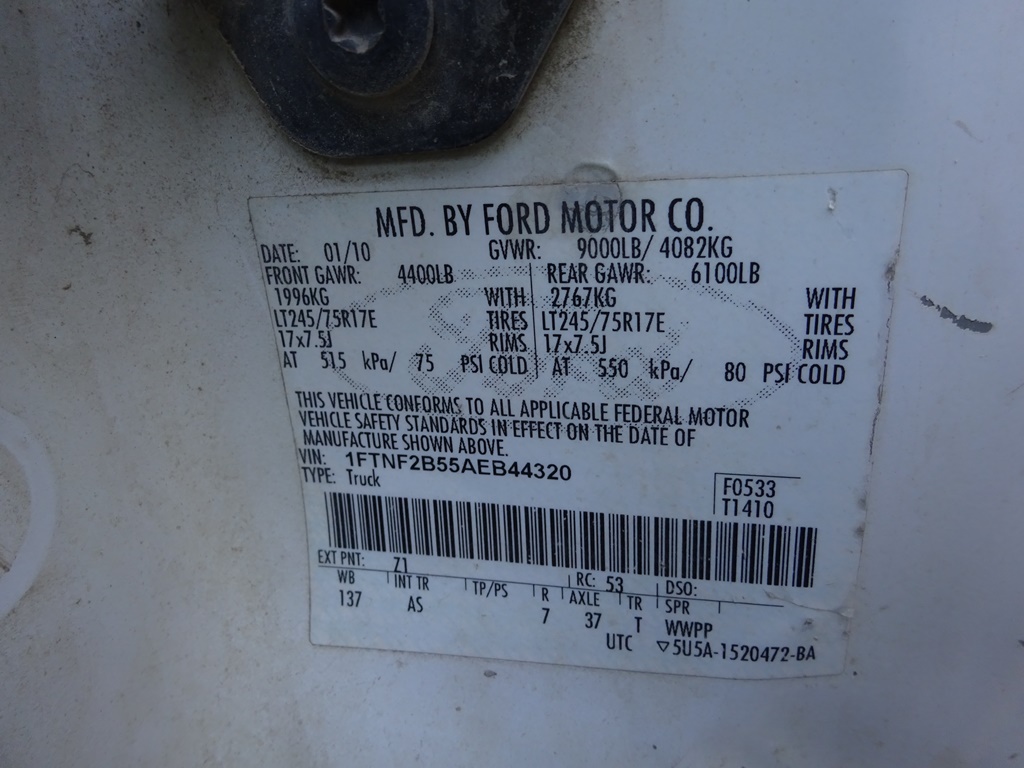 MFD. BY FORD MOTOR CO.
DATE: 01/10 GVWR: 9000LB/ 4082KG
FRONT GAWR: 4400LB REAR GAWR: 6100LB
1996KG WITH 2767KG WITH
LT245/75R17E TIRES LT245/75R17E TIRES
17x7.5J RIMS 17x7.5J RIMS
AT 515 kPa/ 75 PSI COLD AT 550 kPa/ 80 PSI COLD
THIS VEHICLE CONFORMS TO ALL APPLICABLE FEDERAL MOTOR
VEHICLE SAFETY STANDARDS IN EFFECT ON THE DATE OF
MANUFACTURE SHOWN ABOVE.
VIN: 1FTNF2B55AEB44320
TYPE: Truck
F0533
T1410
EXT PNT: Z1 RC: 53 DSO:
WB INT TR TP/PS R AXLE TR SPR
137 AS 7 37 T WWPP
UTC ▽5U5A-1520472-BA